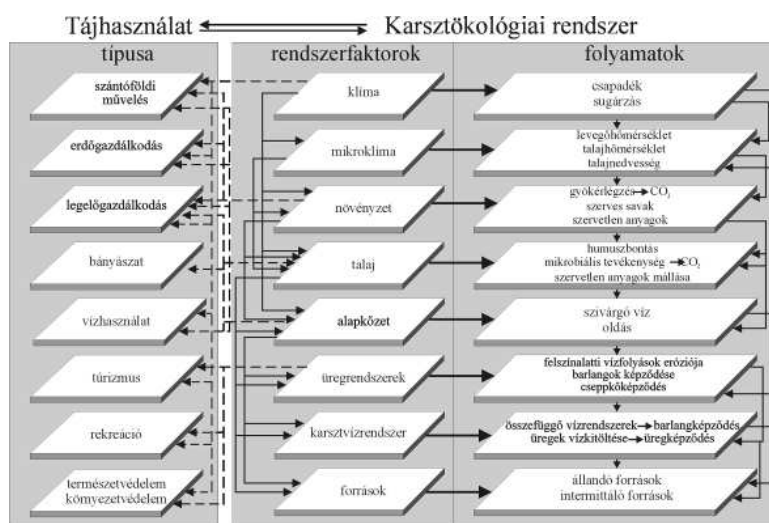 Tájhasználat
Karsztökológiai rendszer
típusa
rendszerfaktorok
folyamatok
szántóföldi
művelés
erdőgazdálkodás
legelőgazdálkodás
bányászat
vízhasználat
túrizmus
rekreáció
természetvédelem
környezetvédelem
klíma
mikroklíma
növényzet
talaj
alapkőzet
üregrendszerek
karsztvízrendszer
források
csapadék
sugárzás
levegőhőmérséklet
talajhőmérséklet
talajnedvesség
gyökérlégzés CO₂
szerves savak
szervetlen anyagok
humuszbontás
mikrobiális tevékenység CO₂
szervetlen anyagok mállása
szivárgó víz
oldás
felszínalatti vízfolyások eróziója
barlangok képződése
cseppkőképződés
összefüggő vízrendszerek barlangképződés
üregek vízkitöltése üregképződés
állandó források
intermittáló források